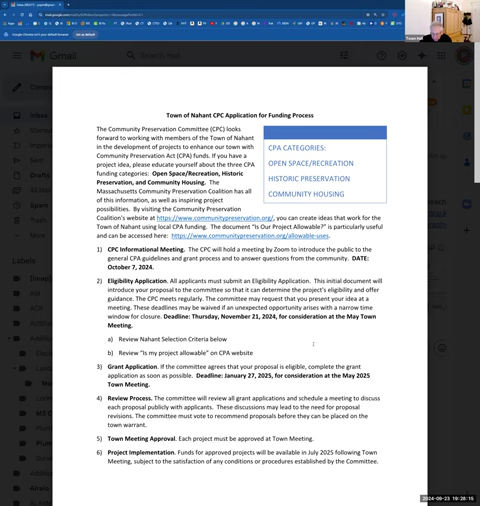 Gmail
Search Mail
Inbox
Starred
Labels
Town of Nahant CPC Application for Funding Process
The Community Preservation Committee (CPC) looks
forward to working with members of the Town of Nahant
in the development of projects to enhance our town with
Community Preservation Act (CPA) funds. If you have a
project idea, please educate yourself about the three CPA
funding categories: Open Space/Recreation, Historic
Preservation, and Community Housing. The
Massachusetts Community Preservation Coalition has all
of this information, as well as inspiring project
possibilities. By visiting the Community Preservation
CPA CATEGORIES:
OPEN SPACE/RECREATION
HISTORIC PRESERVATION
COMMUNITY HOUSING
Coalition's website at https://www.communitypreservation.org/, you can create ideas that work for the
Town of Nahant using local CPA funding. The document "Is Our Project Allowable?" is particularly useful
and can be accessed here: https://www.communitypreservation.org/allowable-uses.
1) CPC Informational Meeting. The CPC will hold a meeting by Zoom to introduce the public to the
general CPA guidelines and grant process and to answer questions from the community. DATE:
October 7, 2024.
2) Eligibility Application. All applicants must submit an Eligibility Application. This initial document will
introduce your proposal to the committee so that it can determine the project's eligibility and offer
guidance. The CPC meets regularly. The committee may request that you present your idea at a
meeting. These deadlines may be waived if an unexpected opportunity arises with a narrow time
window for closure. Deadline: Thursday, November 21, 2024, for consideration at the May Town
Meeting.
a) Review Nahant Selection Criteria below
b) Review "Is my project allowable" on CPA website
3) Grant Application. If the committee agrees that your proposal is eligible, complete the grant
application as soon as possible. Deadline: January 27, 2025, for consideration at the May 2025
Town Meeting.
4) Review Process. The committee will review all grant applications and schedule a meeting to discuss
each proposal publicly with applicants. These discussions may lead to the need for proposal
revisions. The committee must vote to recommend proposals before they can be placed on the
town warrant.
5) Town Meeting Approval. Each project must be approved at Town Meeting.
6) Project Implementation. Funds for approved projects will be available in July 2025 following Town
Meeting, subject to the satisfaction of any conditions or procedures established by the Committee.
2024-09-23 19:28:15